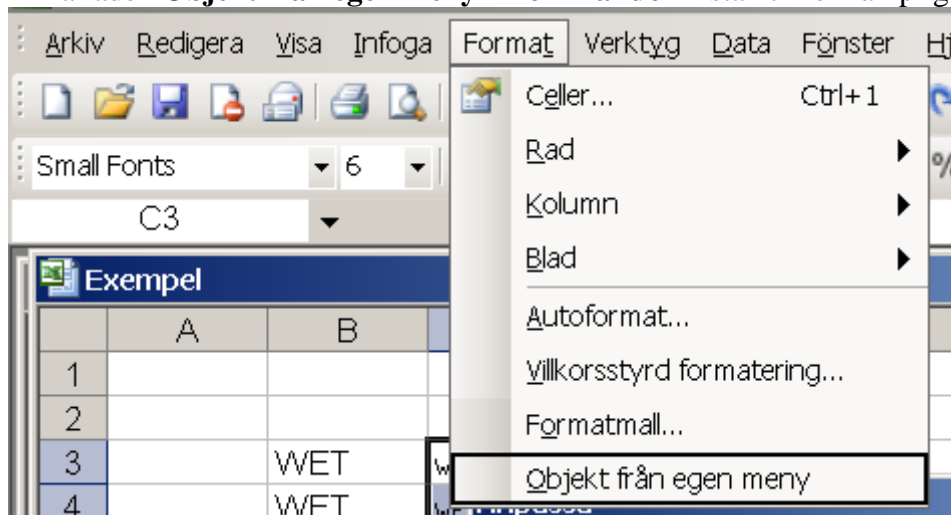 Arkiv Redigera Visa Infoga Format Verktyg Data Fönster
Celler... Ctrl+1
Small Fonts 6
Rad
C3
Kolumn
Blad
Exempel
A B
Autoformat...
1
Villkorsstyrd formatering...
2
Formatmall...
3 WET
Objekt från egen meny
4 WET